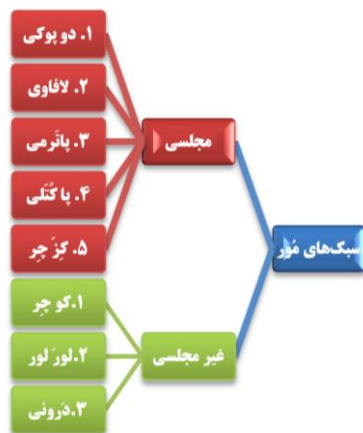 سبک‌های مُور
مجلسی
۱. دو پوکی
۲. لافاوی
۳. پاتَرمی
۴. پا کُتَلی
۵. کِزَ چِر
غیر مجلسی
۱.کو چِر
۲.لورَ لور
۳.دَرونی